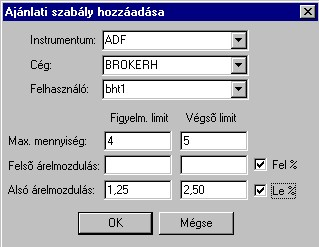 Ajánlati szabály hozzáadása
Instrumentum: ADF
Cég: BROKERH
Felhasználó: bht1
Figyelm. limit Végső limit
Max. mennyiség: 4 5
Felső árelmozdulás: Fel %
Alsó árelmozdulás: 1,25 2,50 Le %
OK Mégse